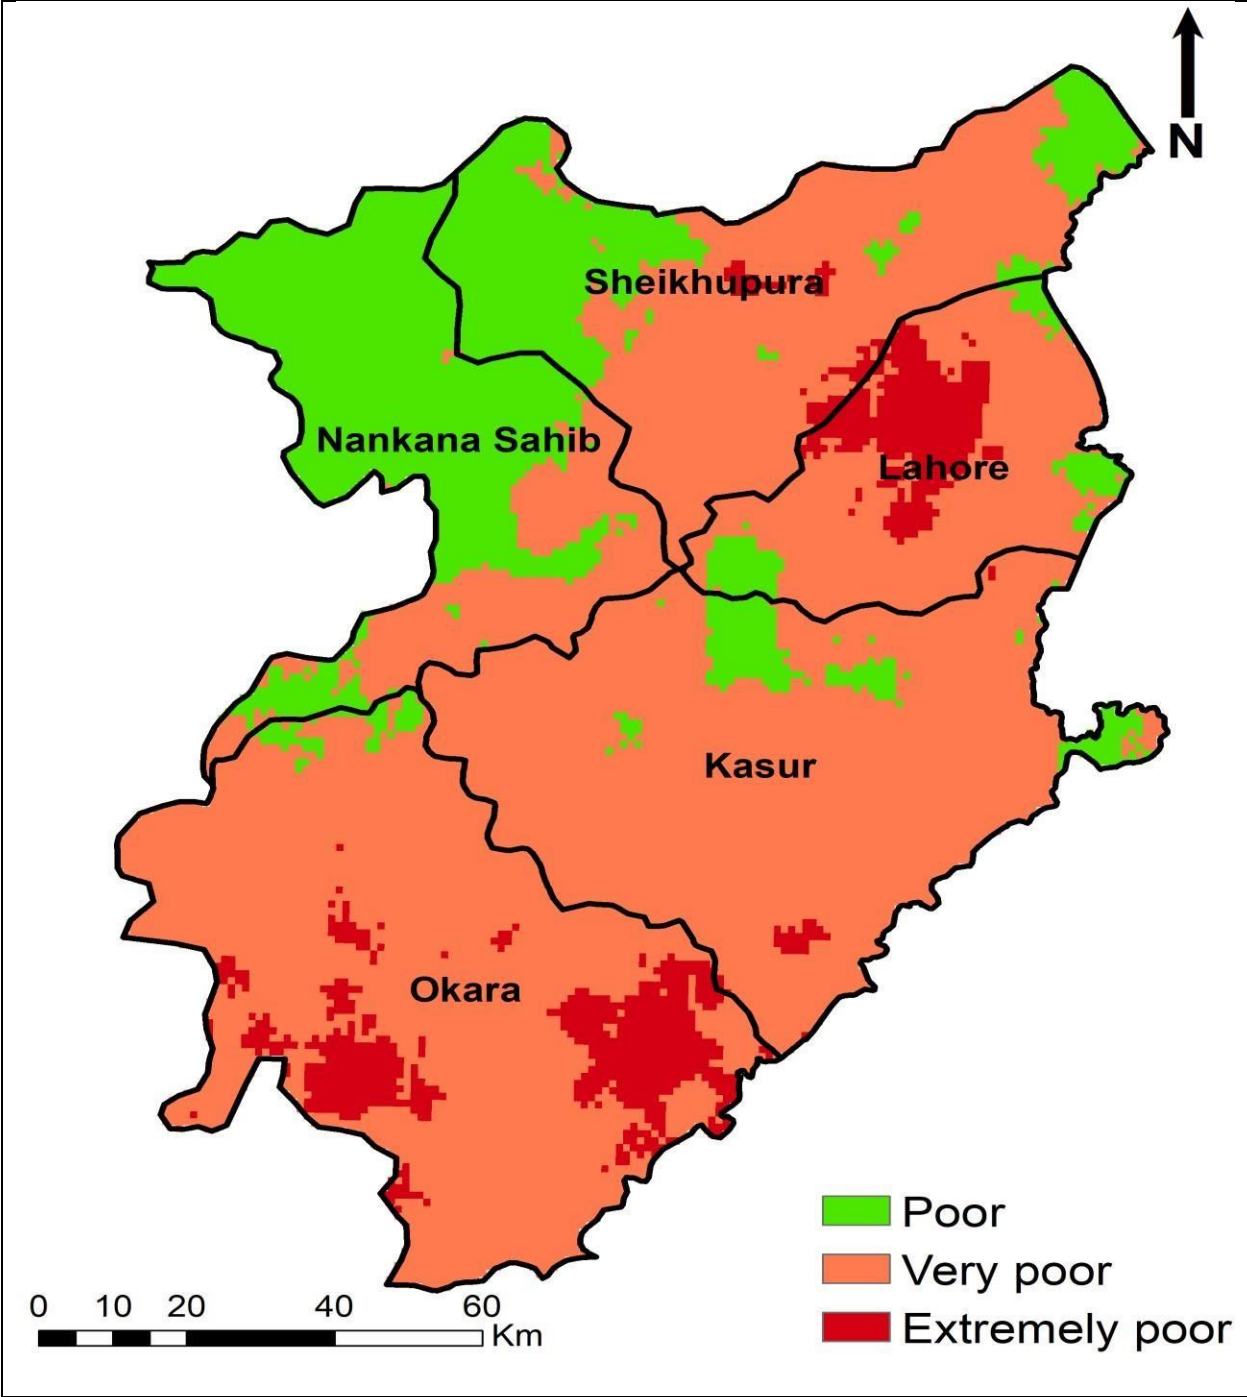 N
Sheikhupura
Nankana Sahib
Lahore
Kasur
Okara
Poor
Very poor
Extremely poor
0 10 20 40 60
Km